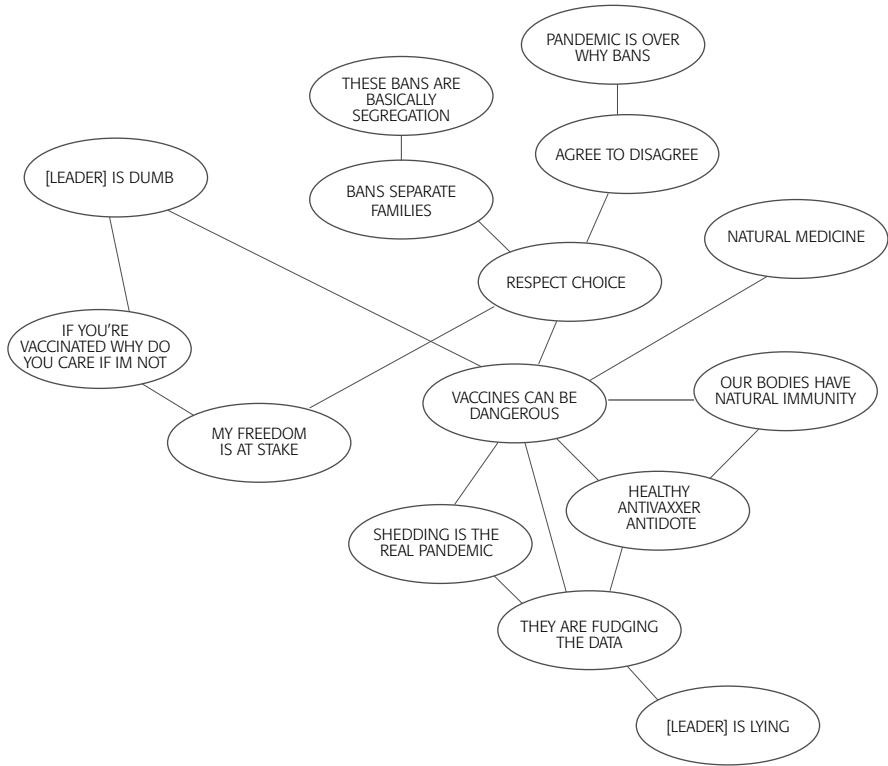 PANDEMIC IS OVER
WHY BANS
THESE BANS ARE
BASICALLY
SEGREGATION
AGREE TO DISAGREE
[LEADER] IS DUMB
BANS SEPARATE
FAMILIES
NATURAL MEDICINE
RESPECT CHOICE
IF YOU'RE
VACCINATED WHY DO
YOU CARE IF IM NOT
OUR BODIES HAVE
NATURAL IMMUNITY
VACCINES CAN BE
DANGEROUS
MY FREEDOM
IS AT STAKE
HEALTHY
ANTIVAXXER
ANTIDOTE
SHEDDING IS THE
REAL PANDEMIC
THEY ARE FUDGING
THE DATA
[LEADER] IS LYING